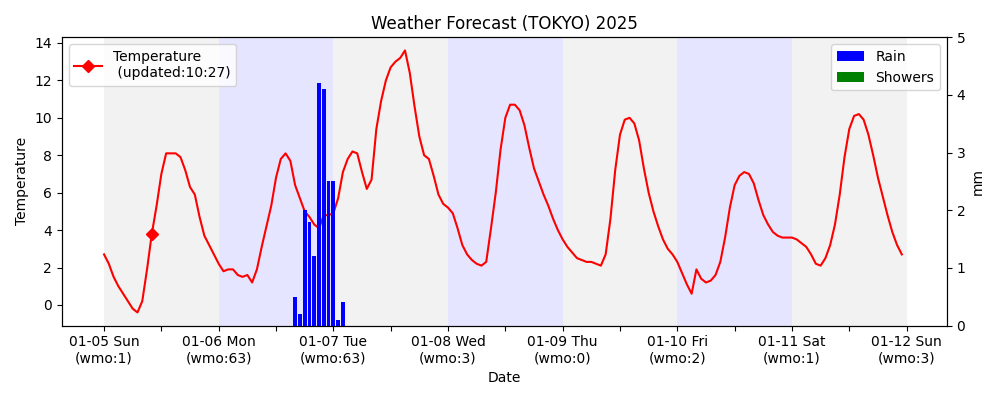 Weather Forecast (TOKYO) 2025
Temperature
(updated:10:27)
Rain
Showers
14
12
10
8
6
4
2
0
Temperature
5
4
3
2
1
0
mm
01-05 Sun
(wmo:1)
01-06 Mon
(wmo:63)
01-07 Tue
(wmo:63)
01-08 Wed
(wmo:3)
01-09 Thu
(wmo:0)
01-10 Fri
(wmo:2)
01-11 Sat
(wmo:1)
01-12 Sun
(wmo:3)
Date